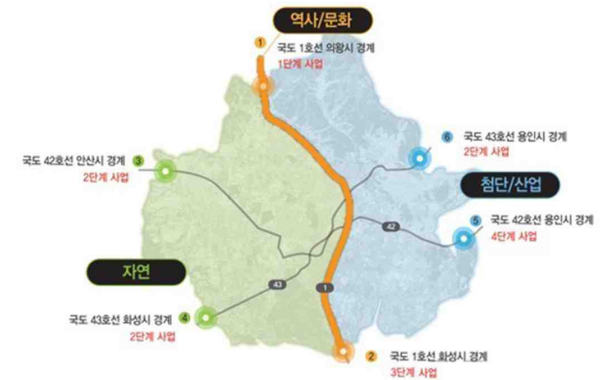 역사/문화
1
국도 1호선 의왕시 경계
1단계 사업
6
국도 43호선 용인시 경계
2단계 사업
국도 42호선 안산시 경계
3
2단계 사업
첨단/산업
5
국도 42호선 용인시 경계
4단계 사업
42
자연
43
1
국도 43호선 화성시 경계
4
2단계 사업
2
국도 1호선 화성시 경계
3단계 사업